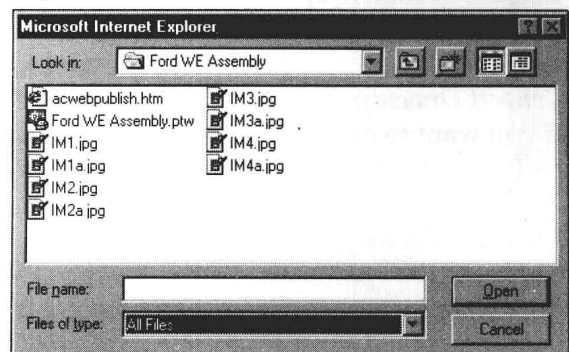 Microsoft Internet Explorer
Look in: Ford WE Assembly
acwebpublish.htm
Ford WE Assembly.ptw
IM1.jpg
IM1a.jpg
IM2.jpg
IM2a.jpg
IM3.jpg
IM3a.jpg
IM4.jpg
IM4a.jpg
File name: Open
Files of type: All Files Cancel